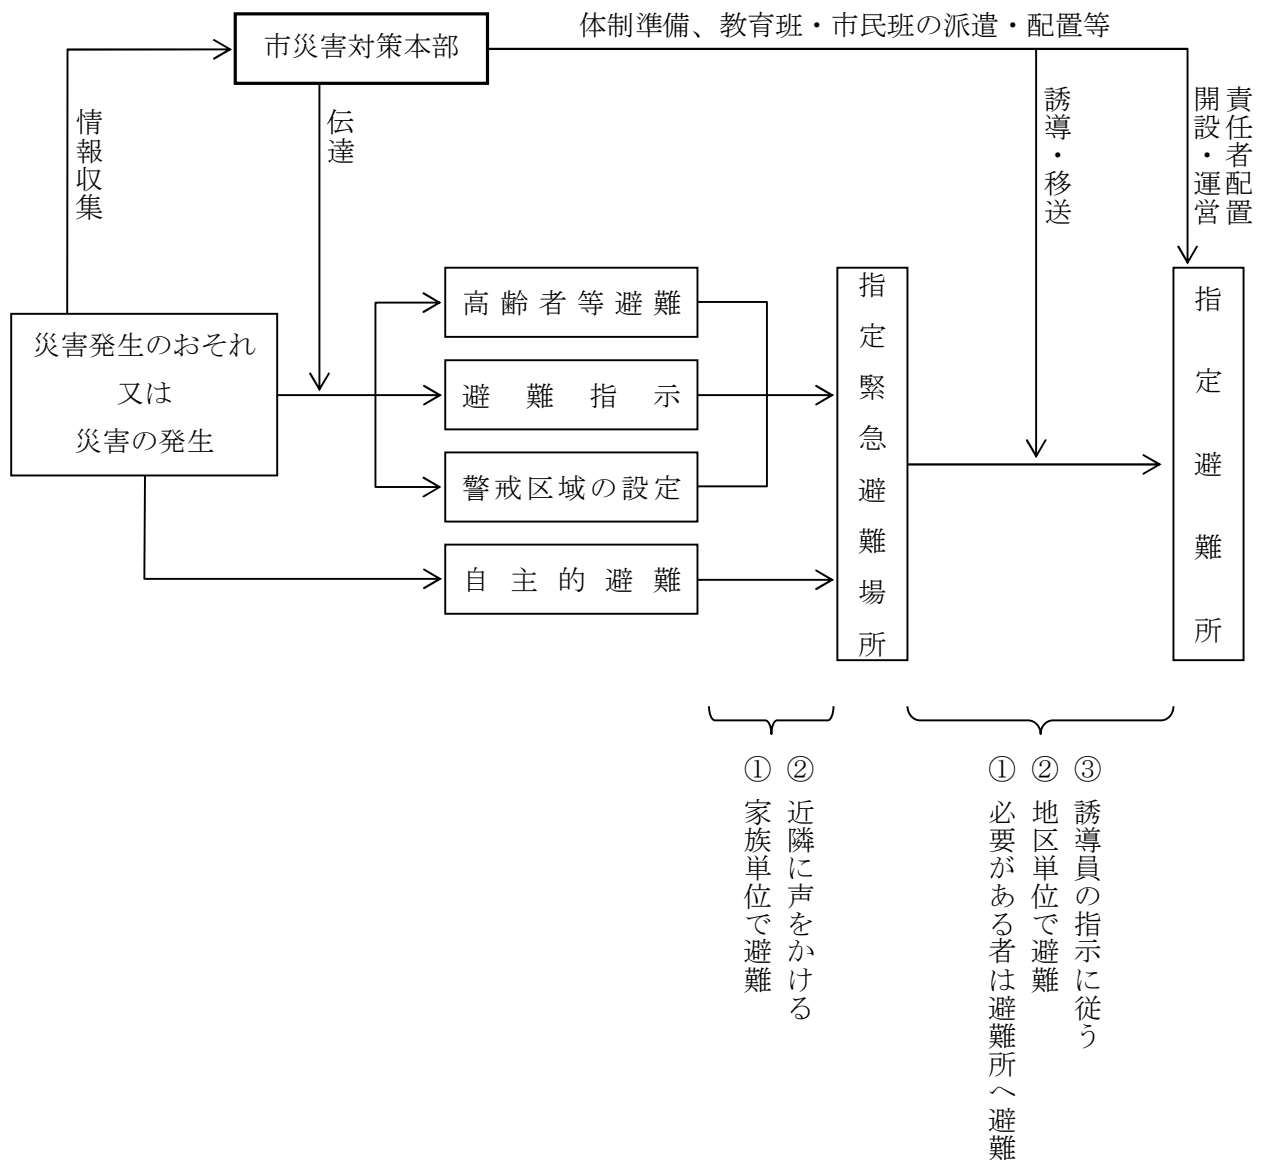 市災害対策本部
体制準備、教育班・市民班の派遣・配置等
情報収集
伝達
誘導・移送
責任者配置
開設・運営
災害発生のおそれ
又は
災害の発生
高齢者等避難
避難指示
警戒区域の設定
自主的避難
指定緊急避難場所
指定避難所
① 家族単位で避難
② 近隣に声をかける
① 必要がある者は避難所へ避難
② 地区単位で避難
③ 誘導員の指示に従う